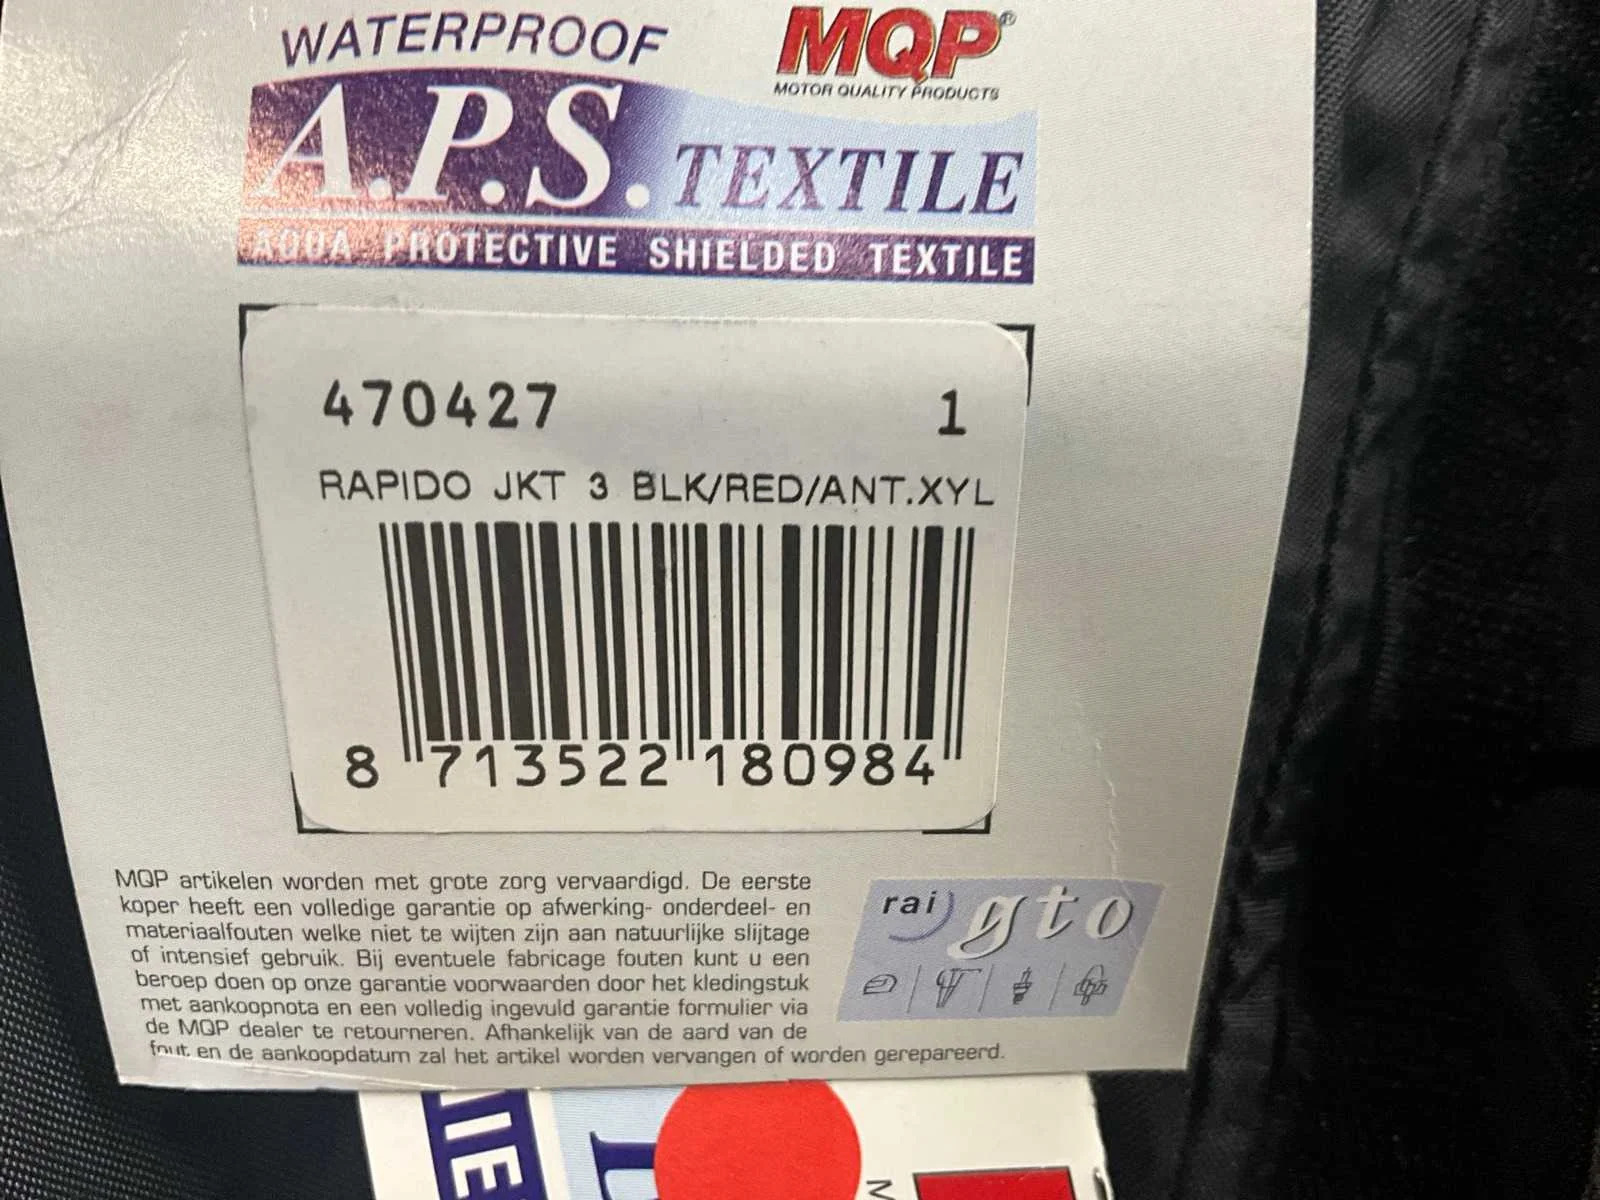 WATERPROOF
MQP®
MOTOR QUALITY PRODUCTS
A.P.S. TEXTILE
AQUA PROTECTIVE SHIELDED TEXTILE
470427 1
RAPIDO JKT 3 BLK/RED/ANT.XYL
8 713522 180984
MQP artikelen worden met grote zorg vervaardigd. De eerste
koper heeft een volledige garantie op afwerking- onderdeel- en
materiaalfouten welke niet te wijten zijn aan natuurlijke slijtage
of intensief gebruik. Bij eventuele fabricage fouten kunt u een
beroep doen op onze garantie voorwaarden door het kledingstuk
met aankoopnota en een volledig ingevuld garantie formulier via
de MQP dealer te retourneren. Afhankelijk van de aard van de
fout en de aankoopdatum zal het artikel worden vervangen of worden gerepareerd.
rai gto